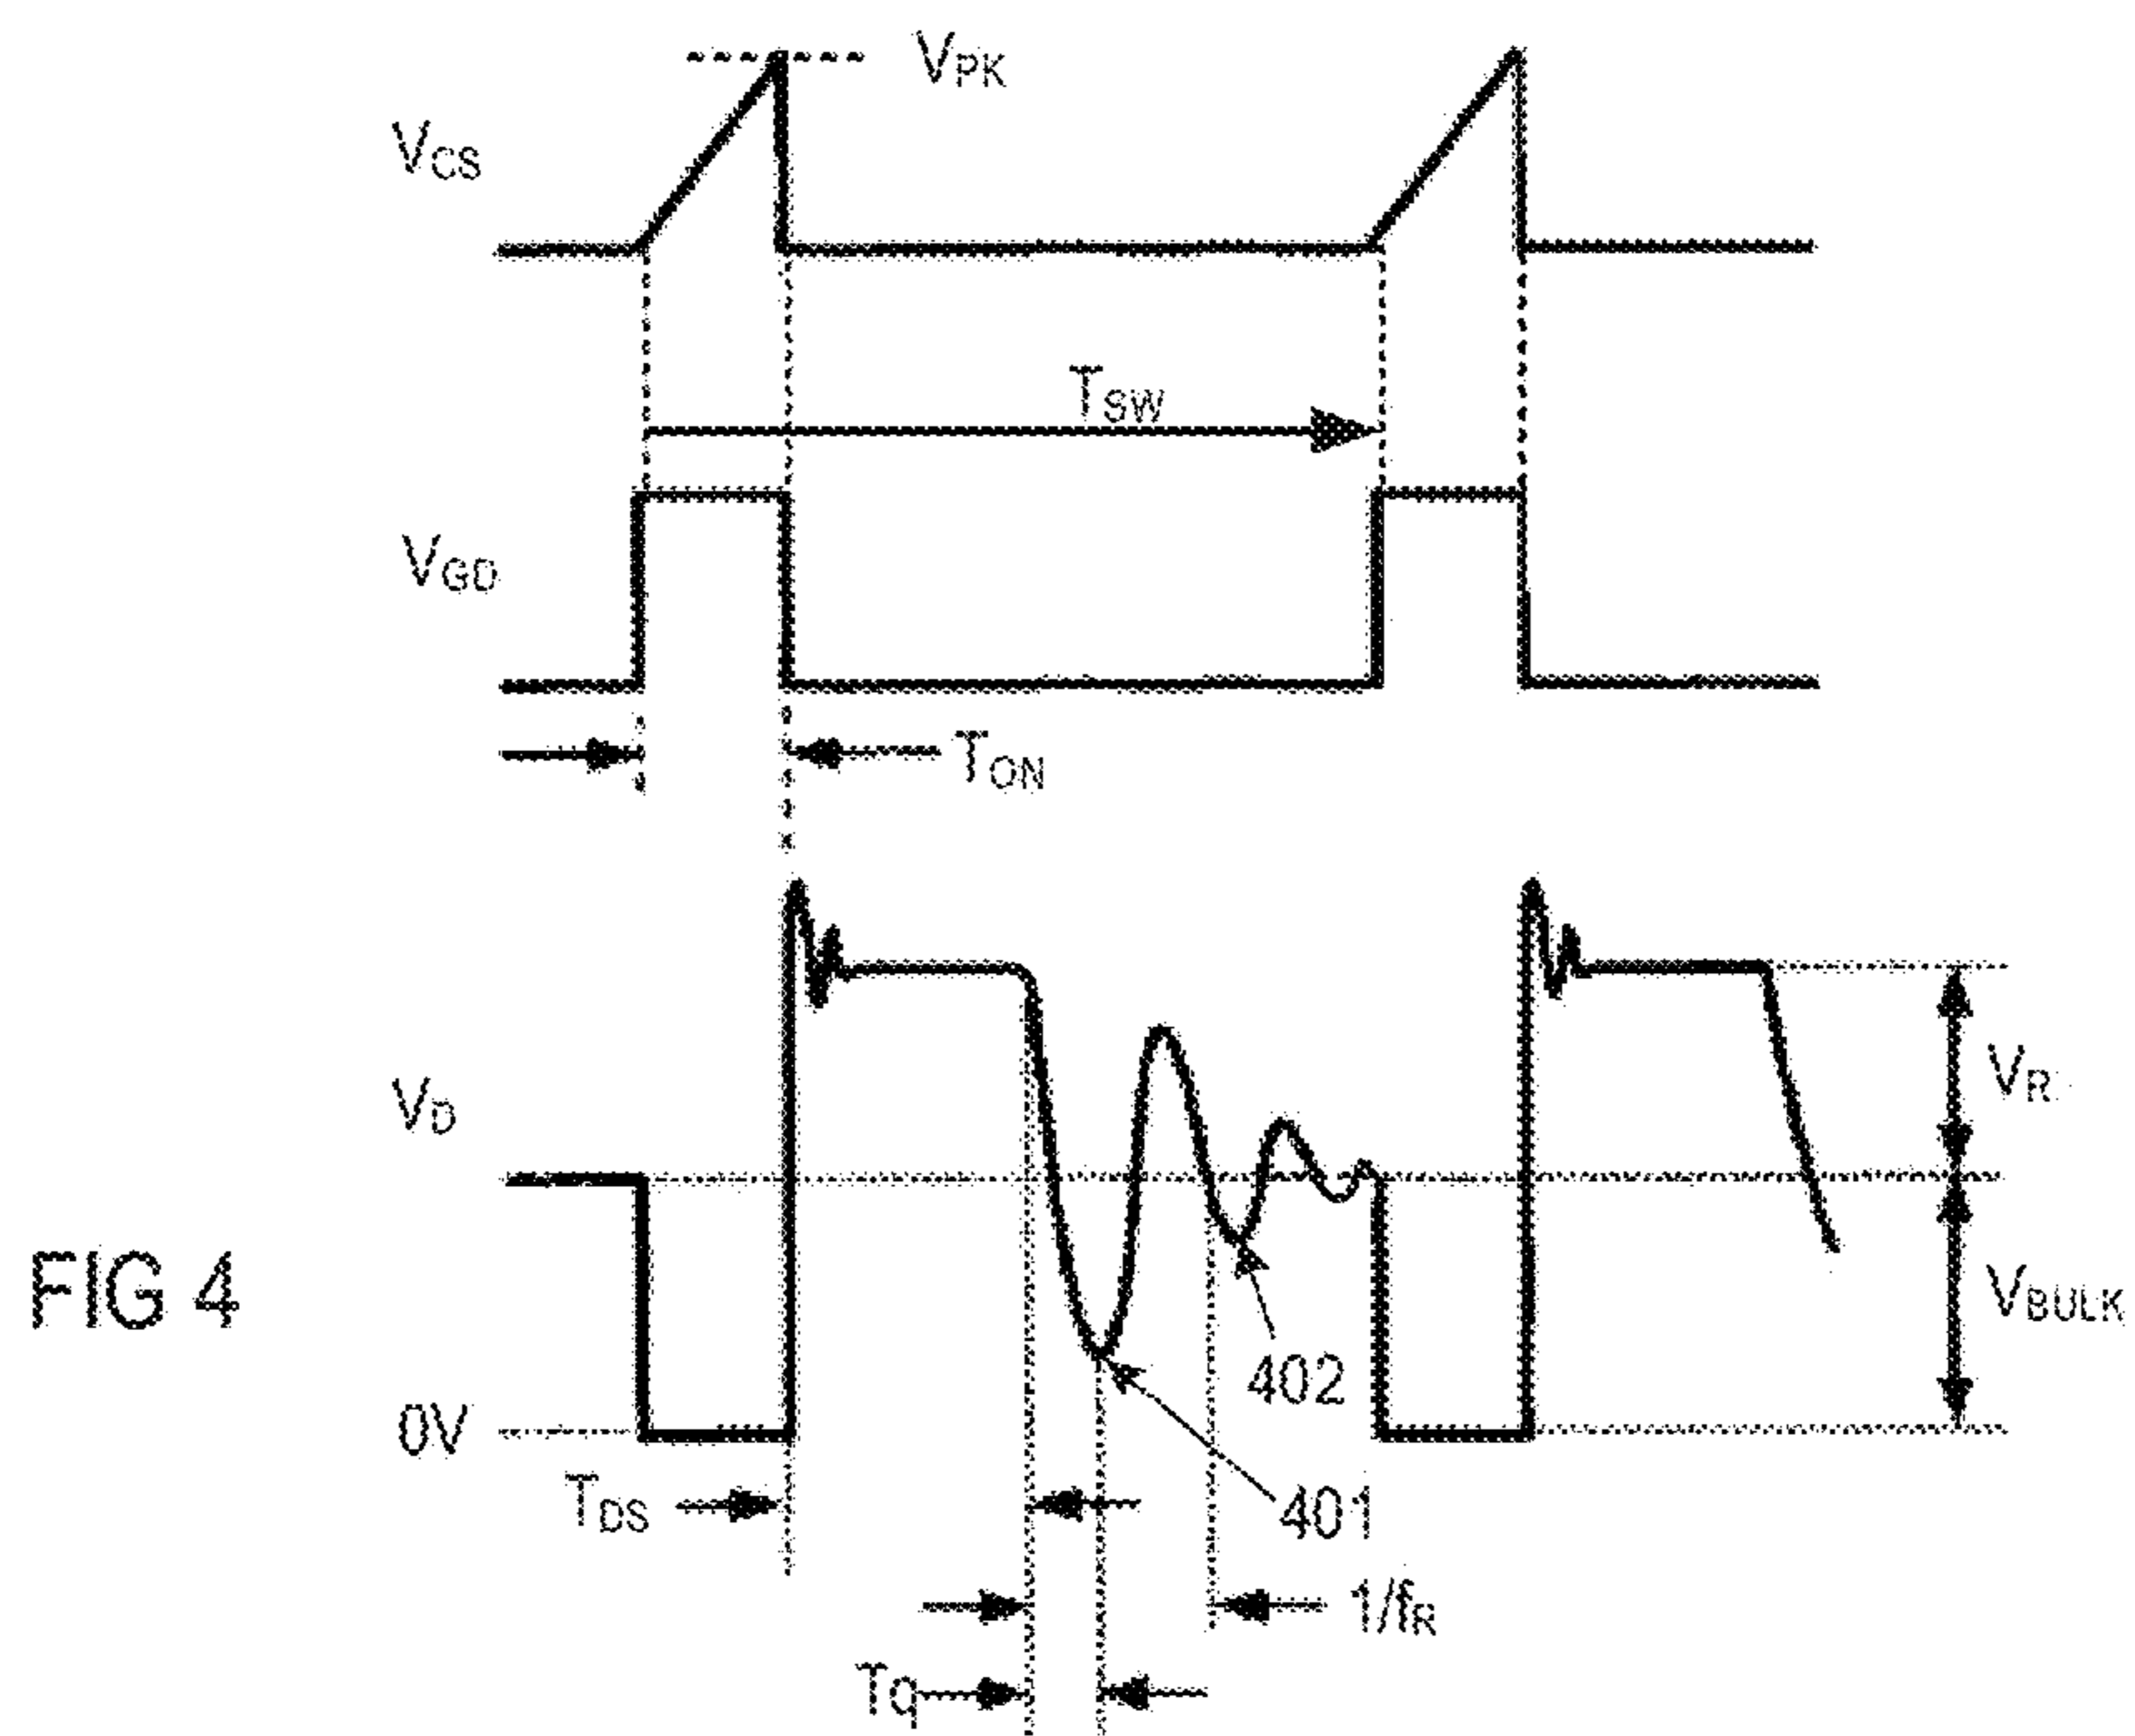 VPK
VCS
TSW
VGD
TON
VD
VR
FIG 4
VBULK
402
0V
TDS
401
1/fR
Tq